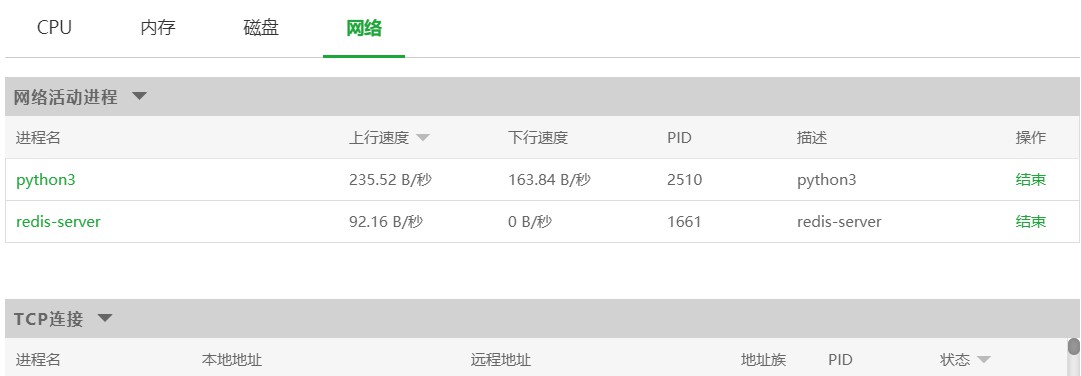 CPU 内存 磁盘 网络
网络活动进程
进程名 上行速度 下行速度 PID 描述 操作
python3 235.52 B/秒 163.84 B/秒 2510 python3 结束
redis-server 92.16 B/秒 0 B/秒 1661 redis-server 结束
TCP连接
进程名 本地地址 远程地址 地址族 PID 状态